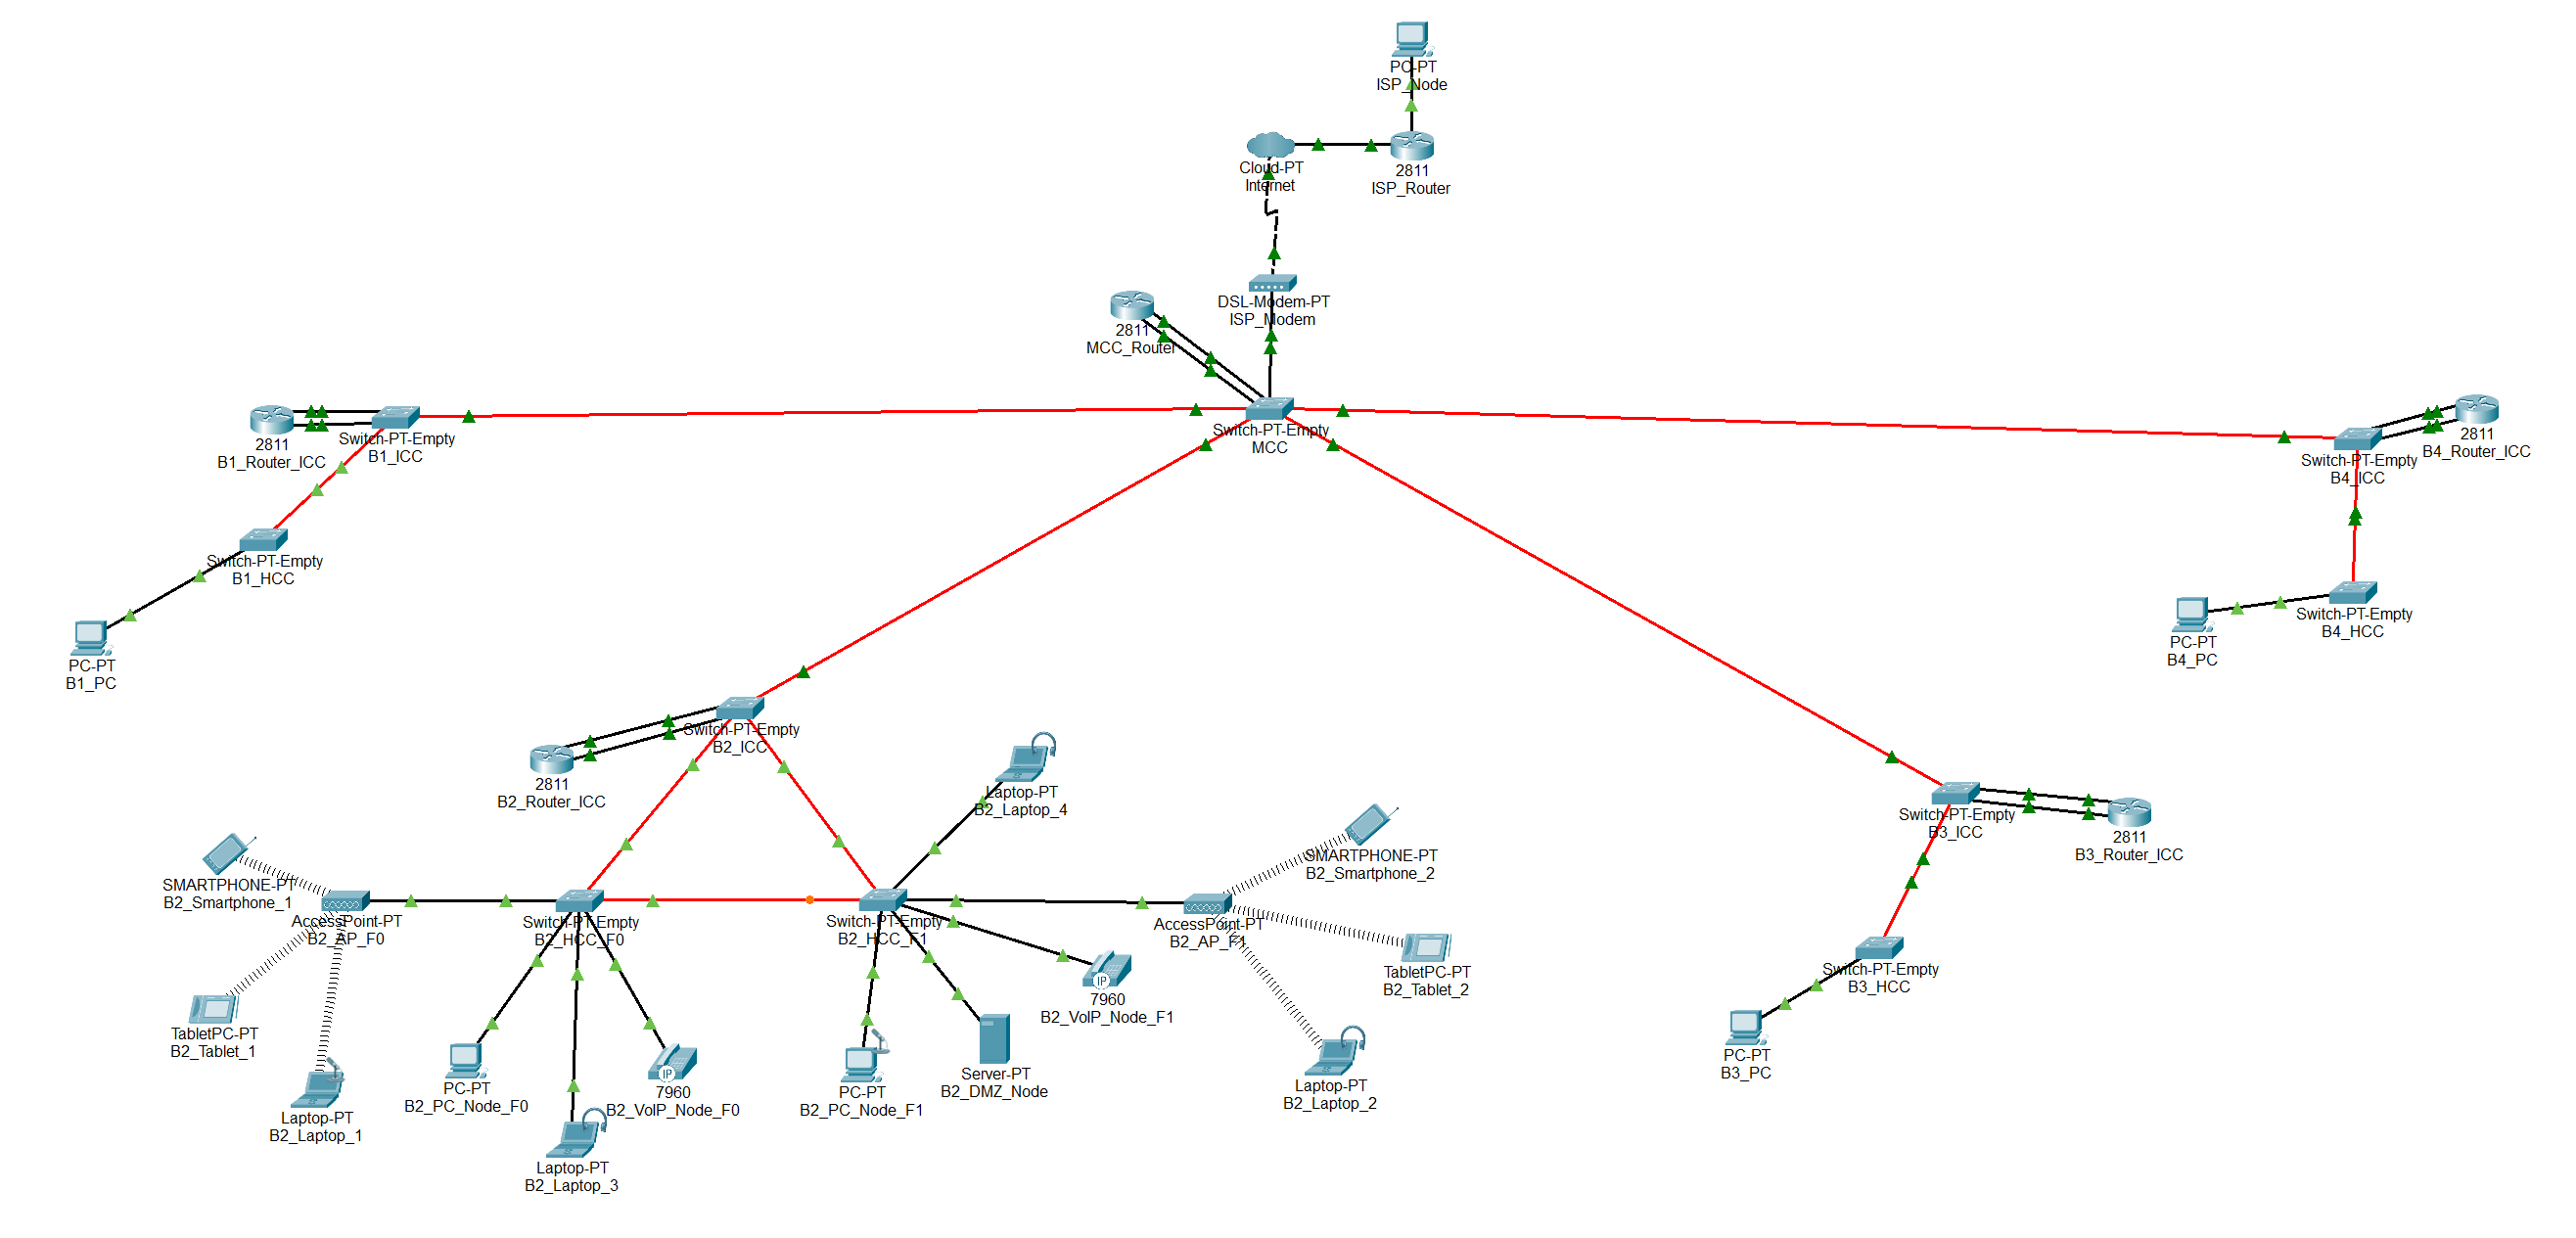 PC-PT
ISP_Node
Cloud-PT
Internet
2811
ISP_Router
DSL-Modem-PT
ISP_Modem
2811
MCC_Router
Switch-PT-Empty
MCC
2811
B1_Router_ICC
Switch-PT-Empty
B1_ICC
Switch-PT-Empty
B4_ICC
2811
B4_Router_ICC
Switch-PT-Empty
B1_HCC
PC-PT
B1_PC
Switch-PT-Empty
B4_HCC
PC-PT
B4_PC
Switch-PT-Empty
B2_ICC
2811
B2_Router_ICC
Laptop-PT
B2_Laptop_4
Switch-PT-Empty
B3_ICC
2811
B3_Router_ICC
SMARTPHONE-PT
B2_Smartphone_1
AccessPoint-PT
B2_AP_F0
Switch-PT-Empty
B2_HCC_F0
Switch-PT-Empty
B2_HCC_F1
AccessPoint-PT
B2_AP_F1
SMARTPHONE-PT
B2_Smartphone_2
TabletPC-PT
B2_Tablet_2
Switch-PT-Empty
B3_HCC
7960
IP
B2_VoIP_Node_F1
TabletPC-PT
B2_Tablet_1
Laptop-PT
B2_Laptop_1
PC-PT
B2_PC_Node_F0
IP
7960
B2_VoIP_Node_F0
PC-PT
B2_PC_Node_F1
Server-PT
B2_DMZ_Node
Laptop-PT
B2_Laptop_2
PC-PT
B3_PC
Laptop-PT
B2_Laptop_3